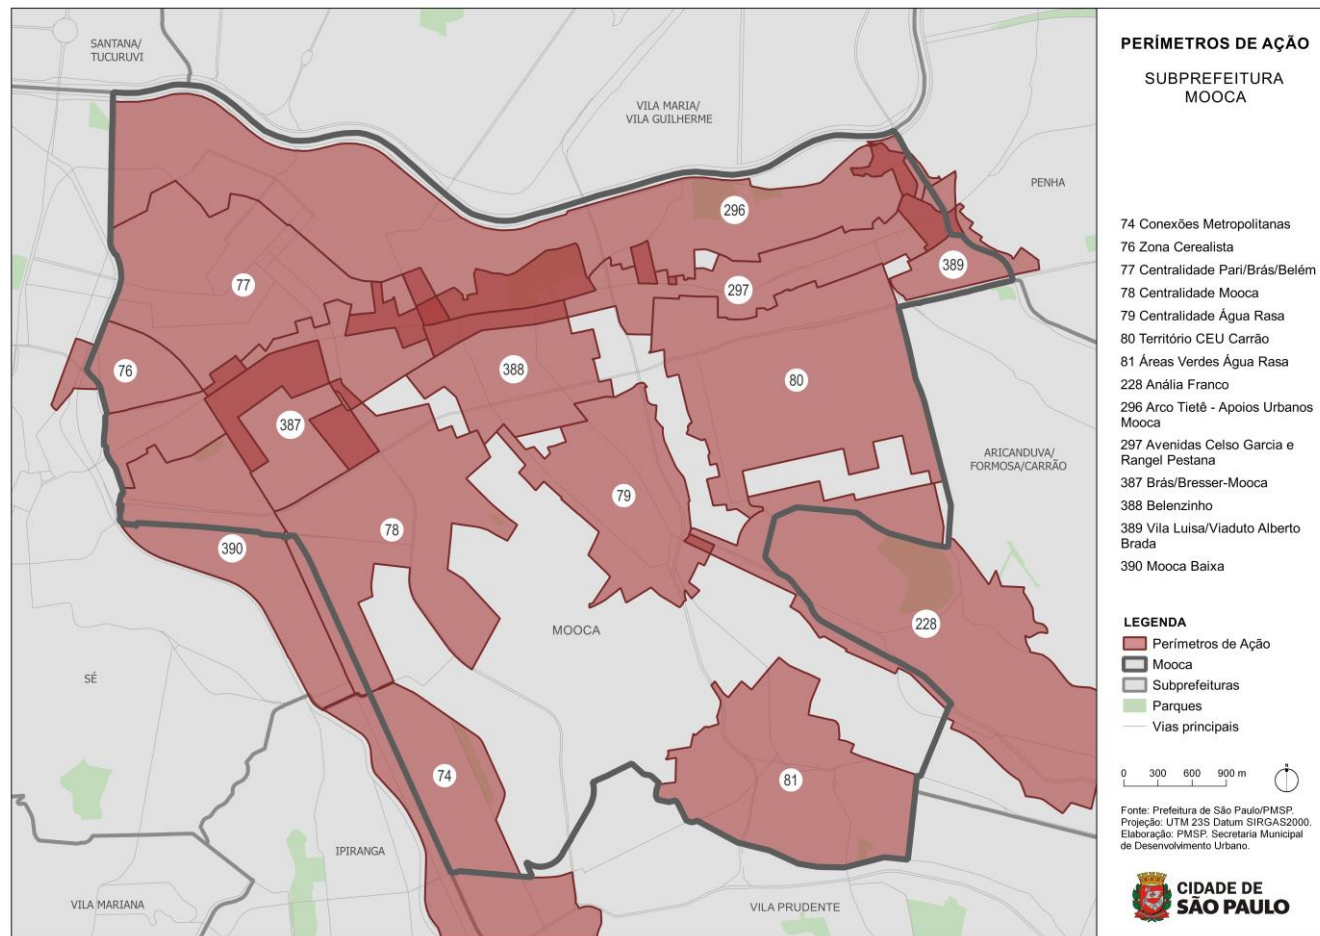 SANTANA/
TUCURUVI
VILA MARIA/
VILA GUILHERME
PENHA
296
389
77
297
76
388
80
387
ARICANDUVA/
FORMOSA/CARRÃO
79
78
390
228
MOOCA
SÉ
74
81
IPIRANGA
VILA MARIANA
VILA PRUDENTE
PERÍMETROS DE AÇÃO
SUBPREFEITURA
MOOCA
74 Conexões Metropolitanas
76 Zona Cerealista
77 Centralidade Pari/Brás/Belém
78 Centralidade Mooca
79 Centralidade Água Rasa
80 Território CEU Carrão
81 Áreas Verdes Água Rasa
228 Anália Franco
296 Arco Tietê - Apoios Urbanos
Mooca
297 Avenidas Celso Garcia e
Rangel Pestana
387 Brás/Bresser-Mooca
388 Belenzinho
389 Vila Luisa/Viaduto Alberto
Brada
390 Mooca Baixa
LEGENDA
Perímetros de Ação
Mooca
Subprefeituras
Parques
Vias principais
0 300 600 900 m
N
Fonte: Prefeitura de São Paulo/PMSP.
Projeção: UTM 23S Datum SIRGAS2000.
Elaboração: PMSP. Secretaria Municipal
de Desenvolvimento Urbano.
CIDADE DE
SÃO PAULO